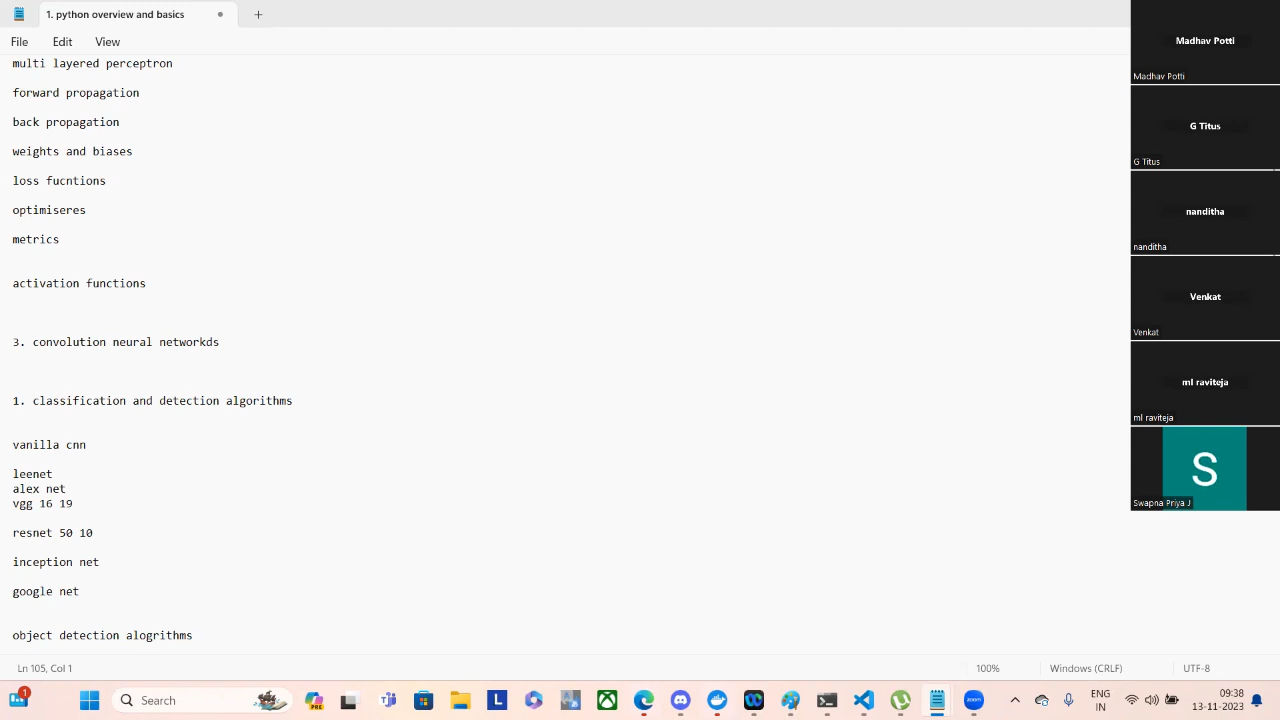 1. python overview and basics
File Edit View
multi layered perceptron
forward propagation
back propagation
weights and biases
loss fucntions
optimiseres
metrics
activation functions
3. convolution neural networkds
1. classification and detection algorithms
vanilla cnn
leenet
alex net
vgg 16 19
resnet 50 10
inception net
google net
object detection alogrithms
Ln 105, Col 1
100%
Windows (CRLF)
UTF-8
Madhav Potti
Madhav Potti
G Titus
G Titus
nanditha
nanditha
Venkat
Venkat
ml raviteja
ml raviteja
S
Swapna Priya J
1
Search
PRE
L
zoom
ENG
IN
09:38
13-11-2023